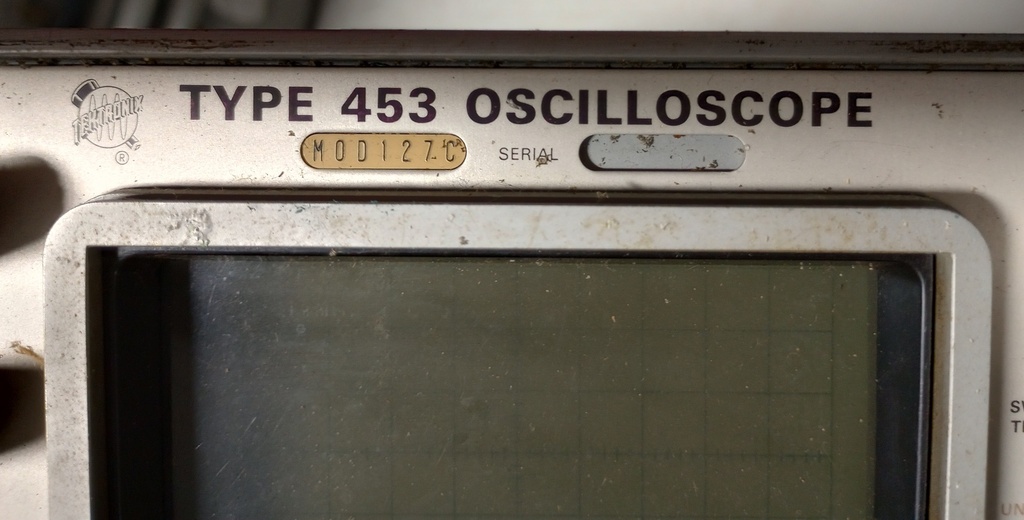 TEKTRONIX
®
TYPE 453 OSCILLOSCOPE
MOD127C
SERIAL